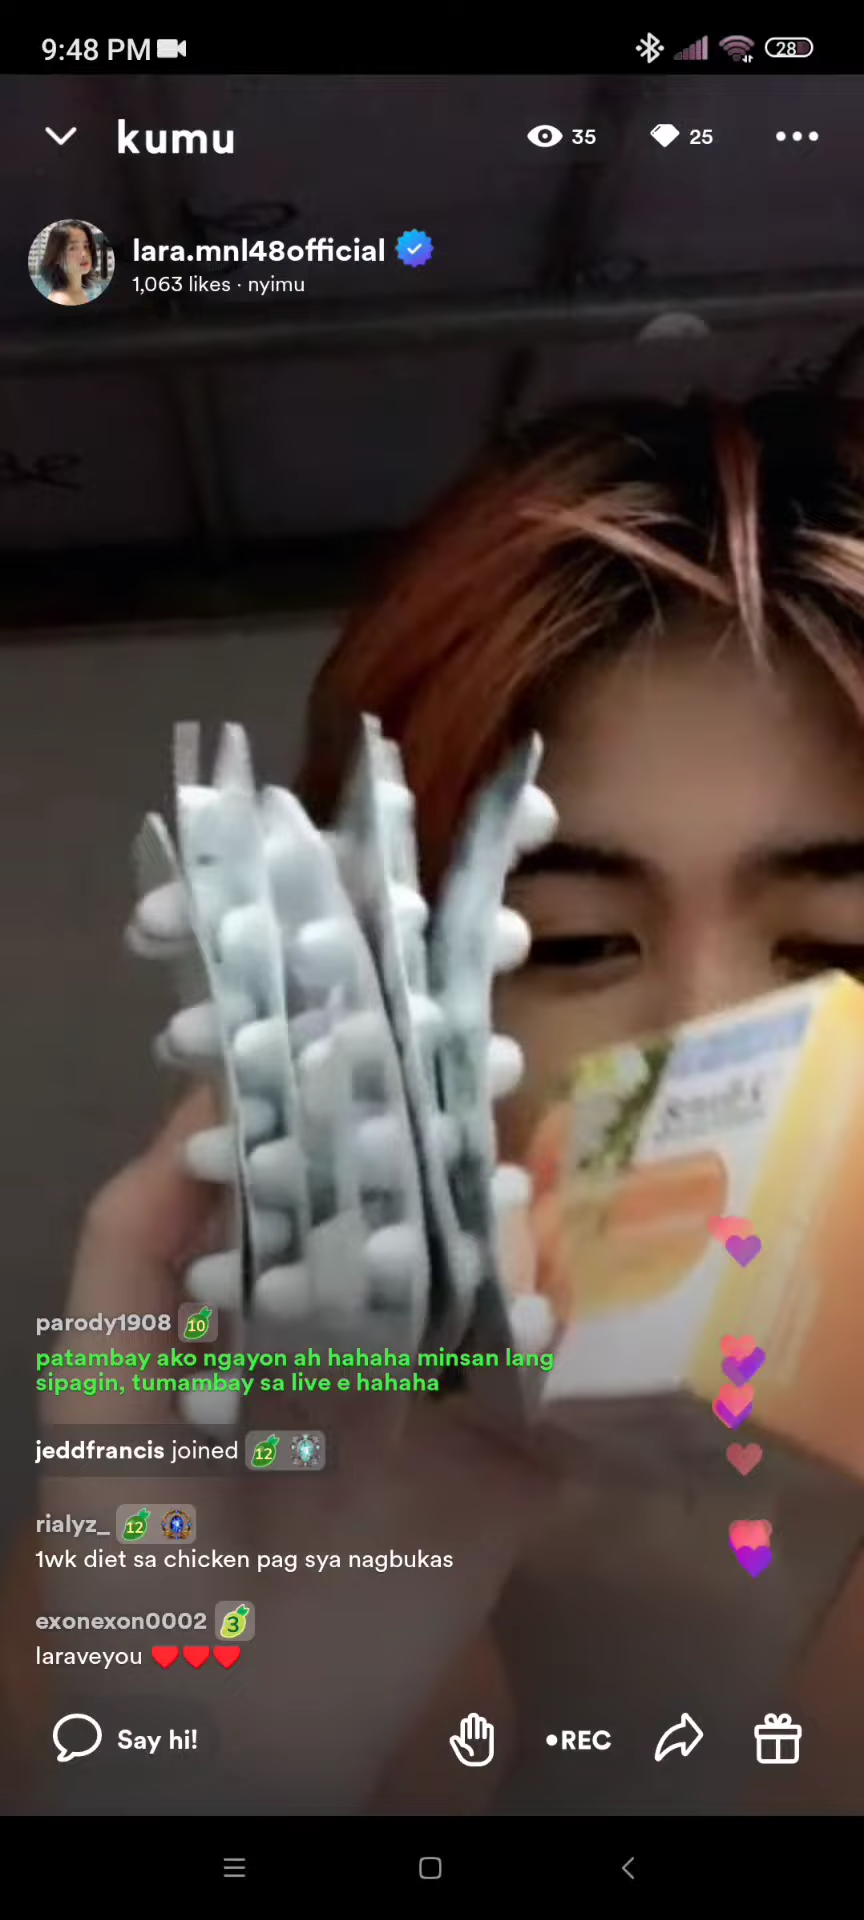 9:48 PM
28
kumu
35
25
lara.mnl48official
1,063 likes · nyimu
parody1908 10
patambay ako ngayon ah hahaha minsan lang
sipagin, tumambay sa live e hahaha
jeddfrancis joined 12
rialyz_ 12
1wk diet sa chicken pag sya nagbukas
exonexon0002 3
laraveyou ❤️❤️❤️
Say hi!
•REC